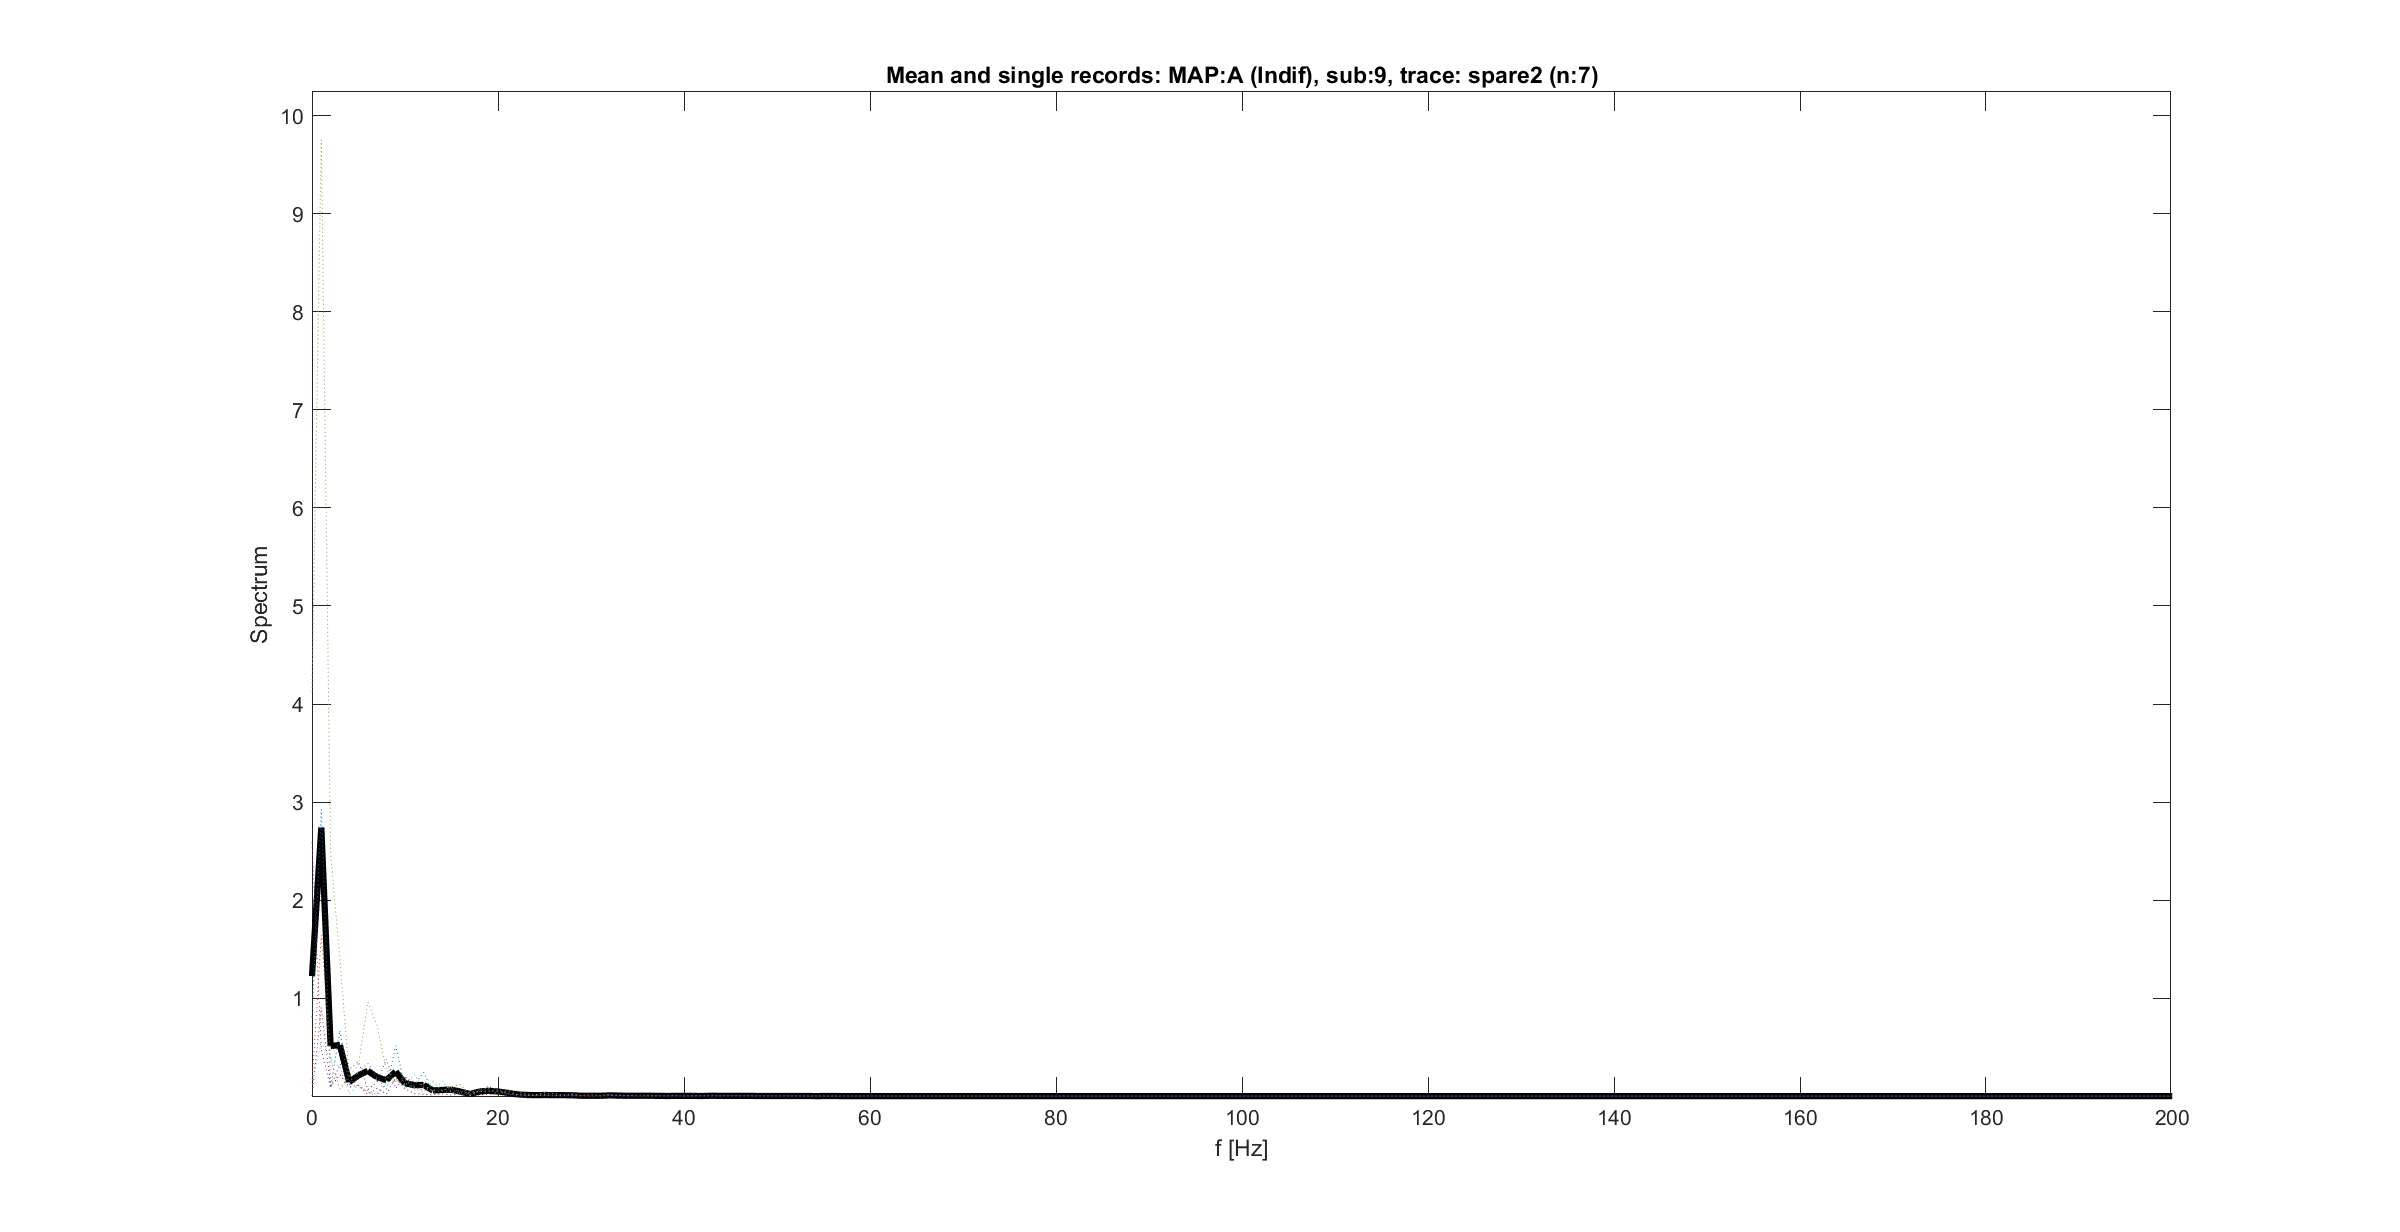 Mean and single records: MAP:A (Indif), sub:9, trace: spare2 (n:7)
10
9
8
7
6
5
4
3
2
1
Spectrum
0 20 40 60 80 100 120 140 160 180 200
f [Hz]